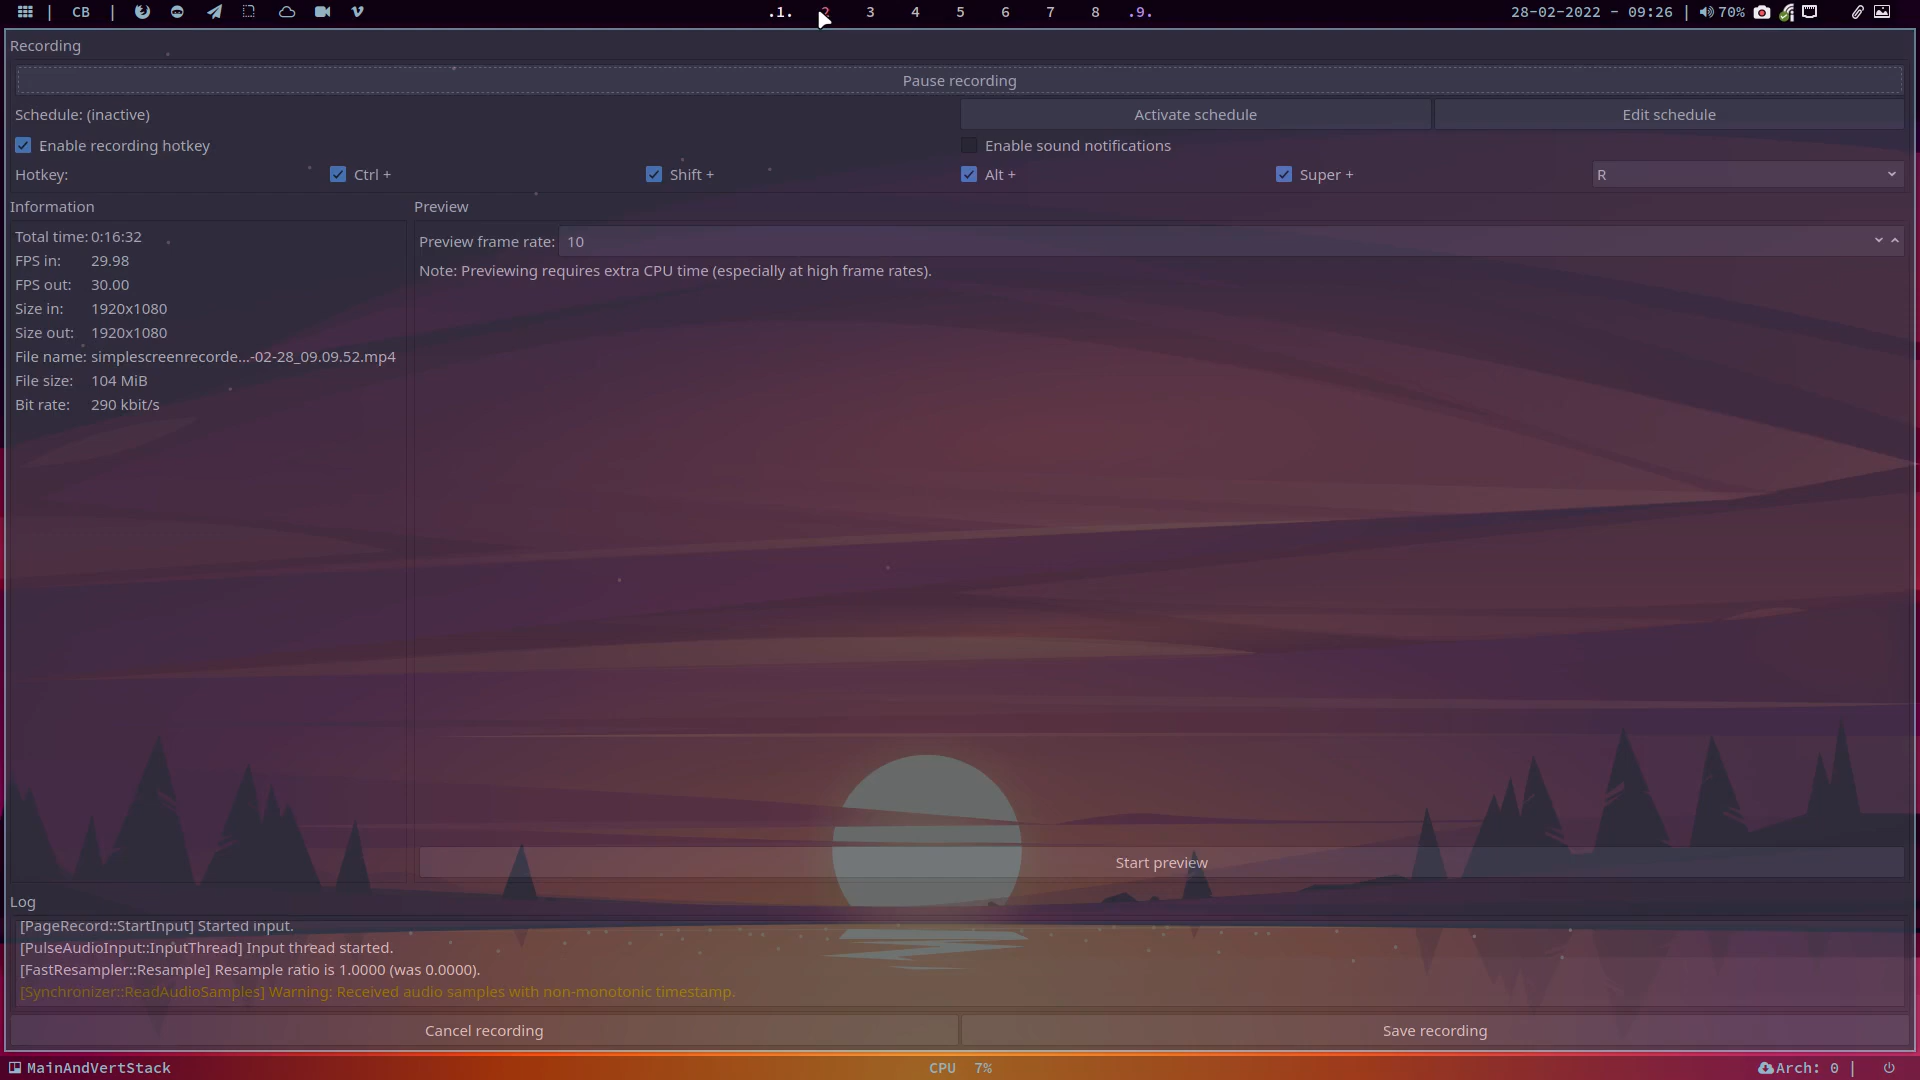 | CB | .1. 2 3 4 5 6 7 8 .9. 28-02-2022 - 09:26 | 70%
Recording
Pause recording
Schedule: (inactive) Activate schedule Edit schedule
Enable recording hotkey Enable sound notifications
Hotkey: Ctrl + Shift + Alt + Super + R
Information Preview
Total time: 0:16:32
Preview frame rate: 10
FPS in: 29.98
Note: Previewing requires extra CPU time (especially at high frame rates).
FPS out: 30.00
Size in: 1920x1080
Size out: 1920x1080
File name: simplescreenrecorde...-02-28_09.09.52.mp4
File size: 104 MiB
Bit rate: 290 kbit/s
Start preview
Log
[PageRecord::StartInput] Started input.
[PulseAudioInput::InputThread] Input thread started.
[FastResampler::Resample] Resample ratio is 1.0000 (was 0.0000).
[Synchronizer::ReadAudioSamples] Warning: Received audio samples with non-monotonic timestamp.
Cancel recording Save recording
MainAndVertStack CPU 7% Arch: 0 |